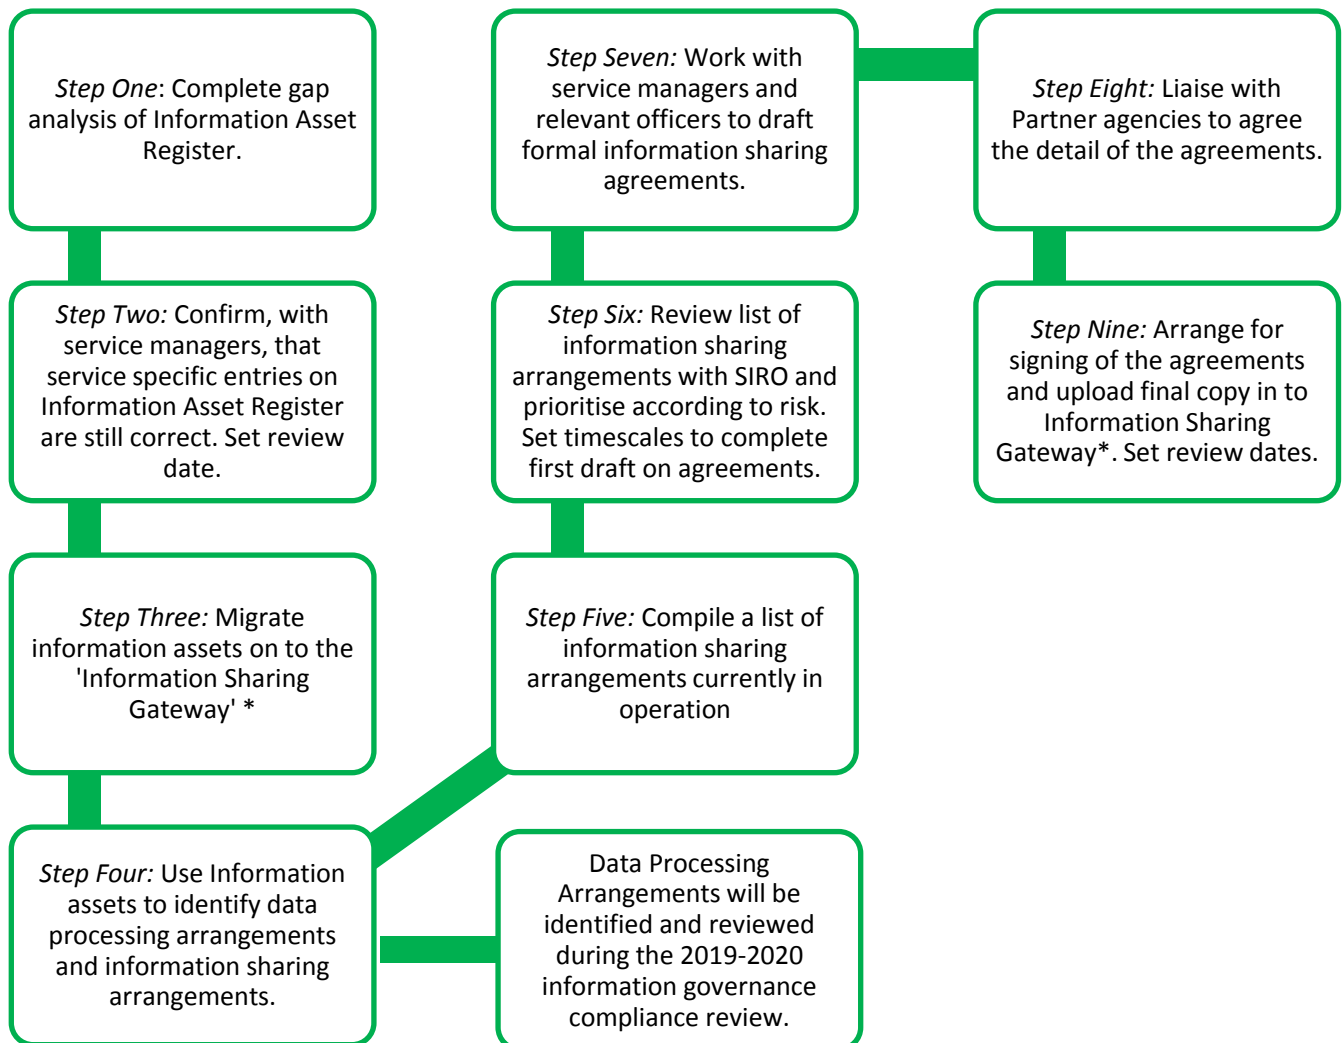 Step One: Complete gap
analysis of Information Asset
Register.
Step Two: Confirm, with
service managers, that
service specific entries on
Information Asset Register
are still correct. Set review
date.
Step Three: Migrate
information assets on to the
'Information Sharing
Gateway' *
Step Four: Use Information
assets to identify data
processing arrangements
and information sharing
arrangements.
Data Processing
Arrangements will be
identified and reviewed
during the 2019-2020
information governance
compliance review.
Step Five: Compile a list of
information sharing
arrangements currently in
operation
Step Six: Review list of
information sharing
arrangements with SIRO and
prioritise according to risk.
Set timescales to complete
first draft on agreements.
Step Seven: Work with
service managers and
relevant officers to draft
formal information sharing
agreements.
Step Eight: Liaise with
Partner agencies to agree
the detail of the agreements.
Step Nine: Arrange for
signing of the agreements
and upload final copy in to
Information Sharing
Gateway*. Set review dates.